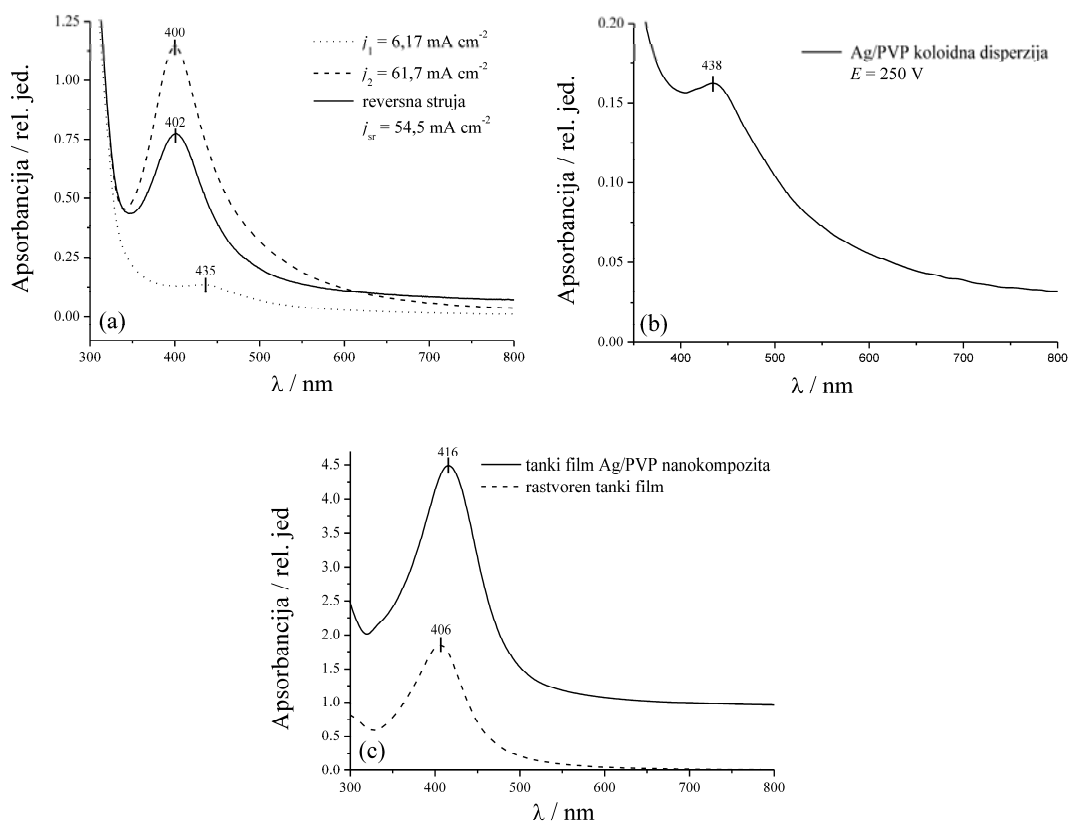 Apsorbancija / rel. jed.
1.25
1.00
0.75
0.50
0.25
0.00
400
402
435
j₁ = 6,17 mA cm⁻²
j₂ = 61,7 mA cm⁻²
reversna struja
jₛᵣ = 54,5 mA cm⁻²
(a)
300 400 500 600 700 800
λ / nm
Apsorbancija / rel. jed.
0.20
0.15
0.10
0.05
0.00
438
Ag/PVP koloidna disperzija
E = 250 V
(b)
400 500 600 700 800
λ / nm
Apsorbancija / rel. jed
4.5
4.0
3.5
3.0
2.5
2.0
1.5
1.0
0.5
0.0
416
406
tanki film Ag/PVP nanokompozita
rastvoren tanki film
(c)
300 400 500 600 700 800
λ / nm